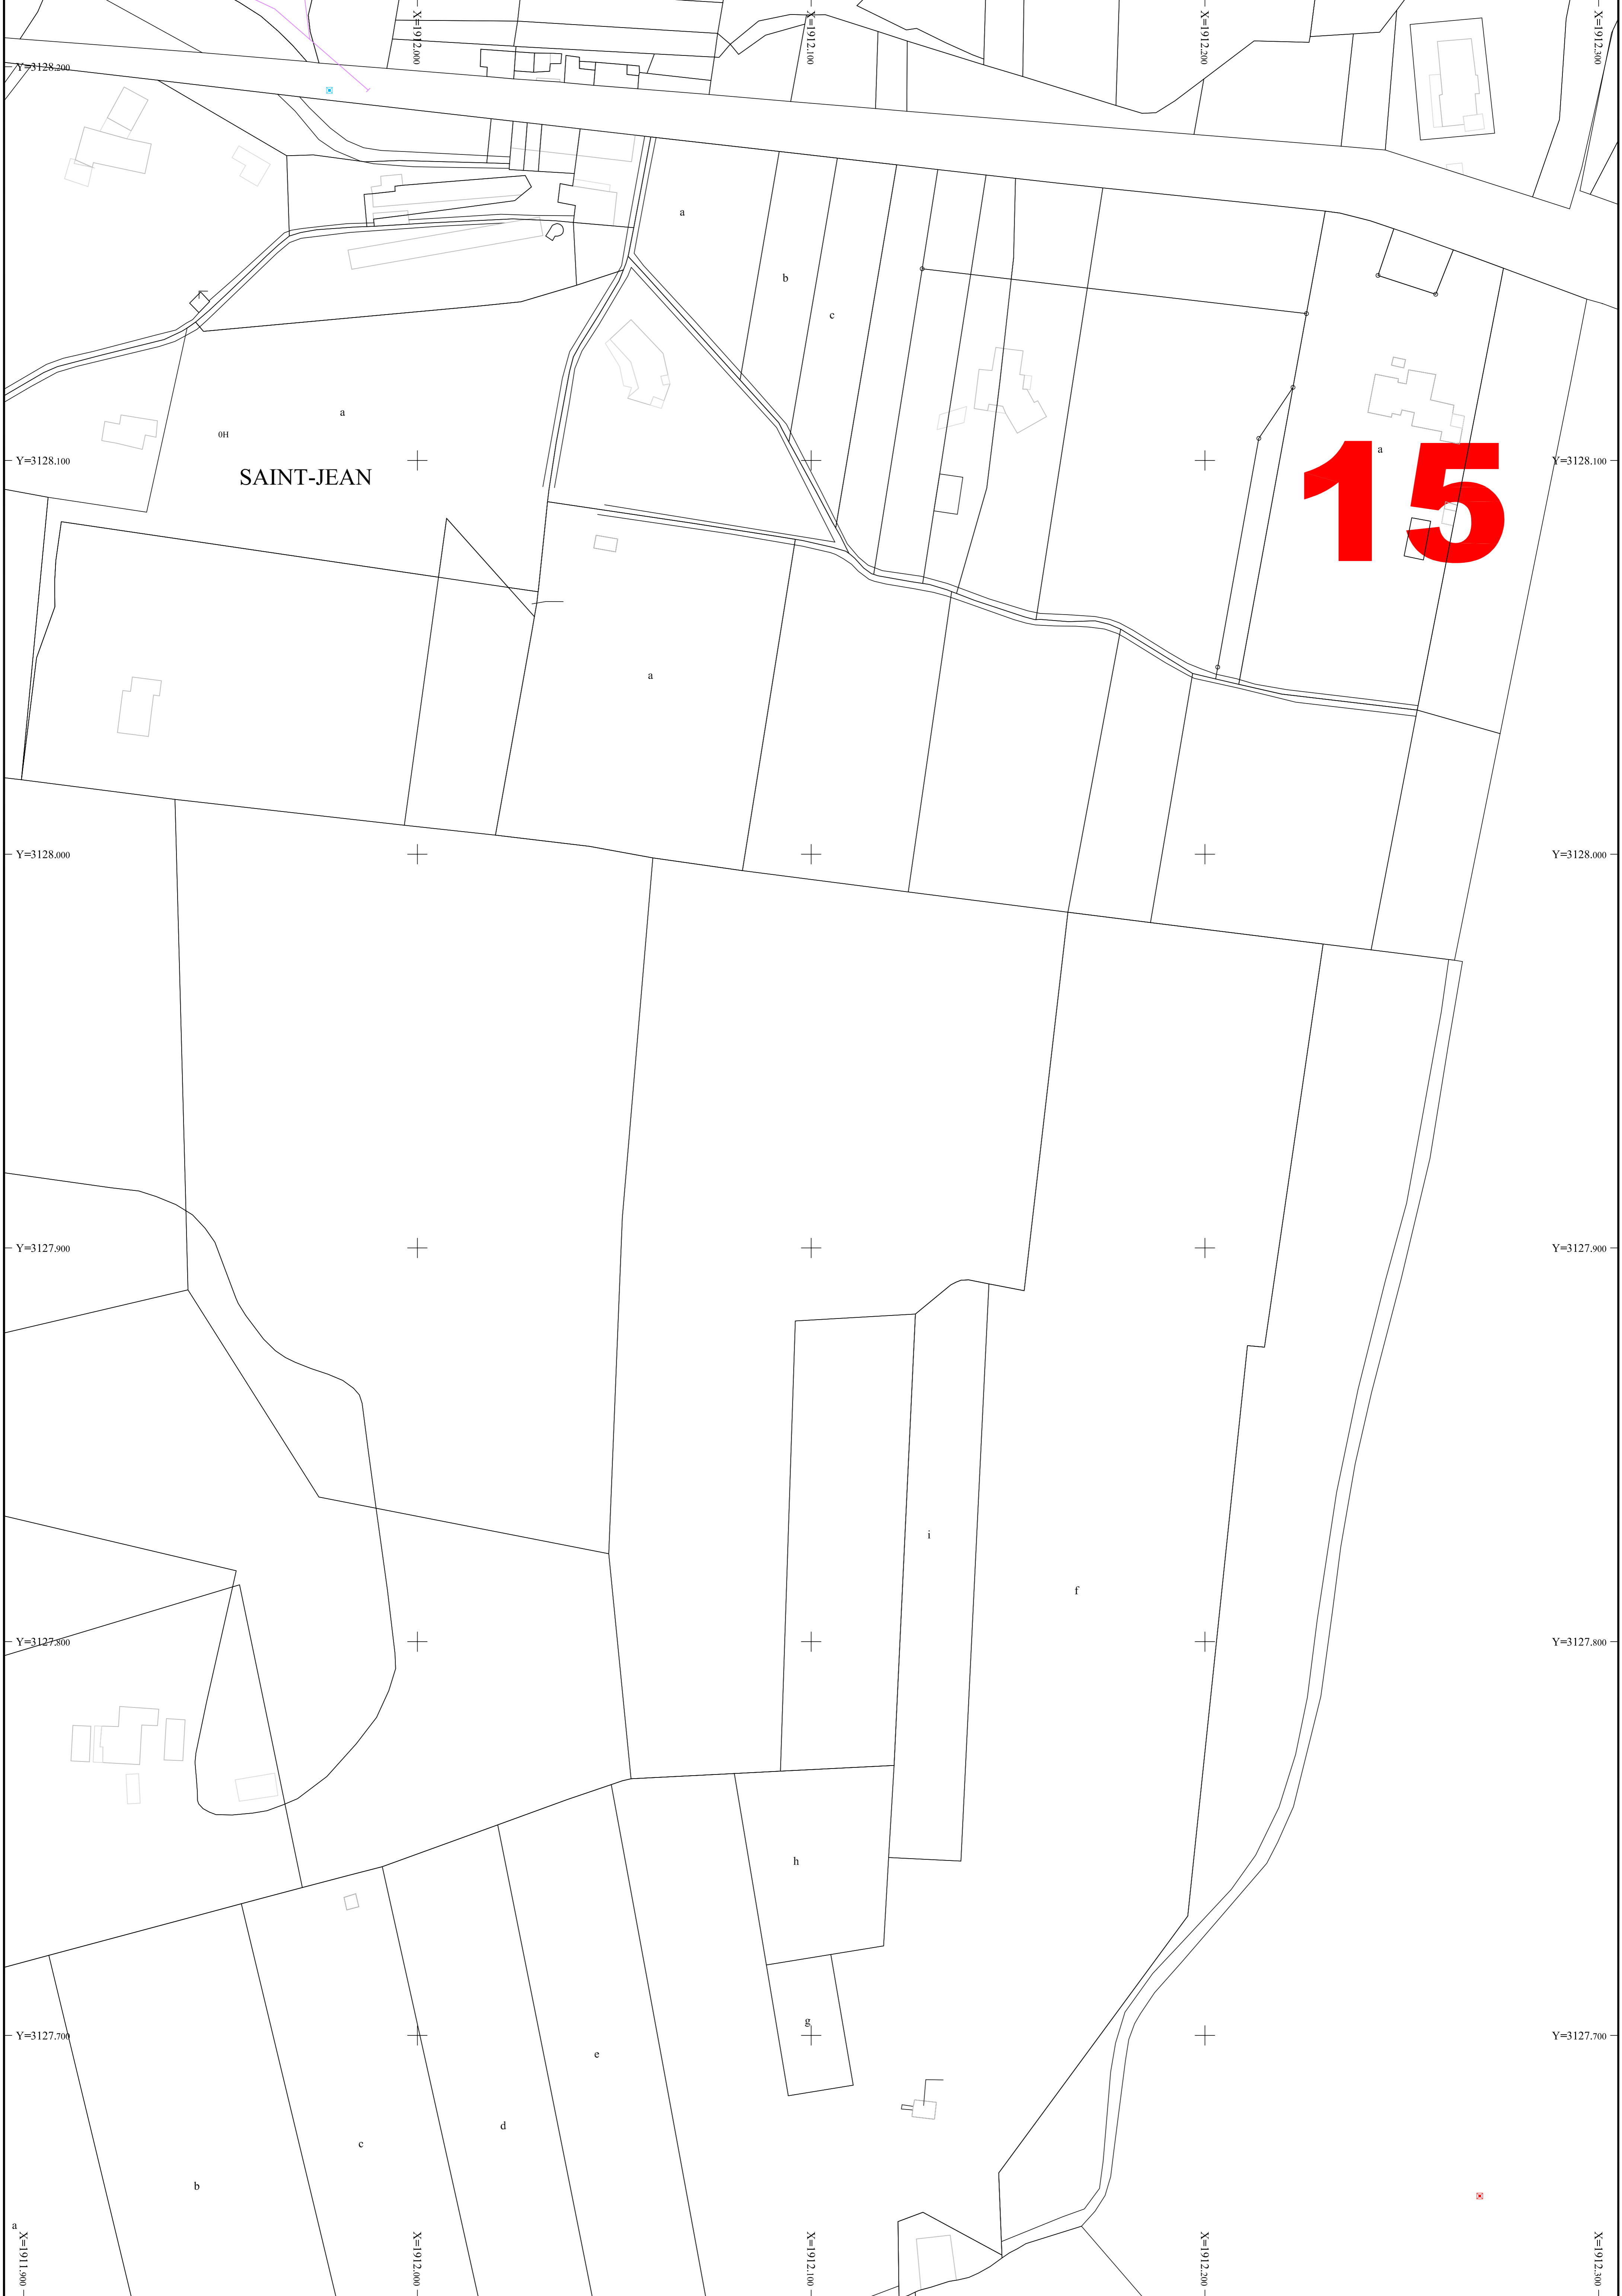 X=1912.000
X=1912.100
X=1912.200
X=1912.300
Y=3128.200
a
b
c
a
0H
SAINT-JEAN
15
a
Y=3128.100
Y=3128.100
a
Y=3128.000
Y=3128.000
Y=3127.900
Y=3127.900
i
f
Y=3127.800
Y=3127.800
h
g
Y=3127.700
Y=3127.700
e
d
c
b
a
X=1911.900
X=1912.000
X=1912.100
X=1912.200
X=1912.300